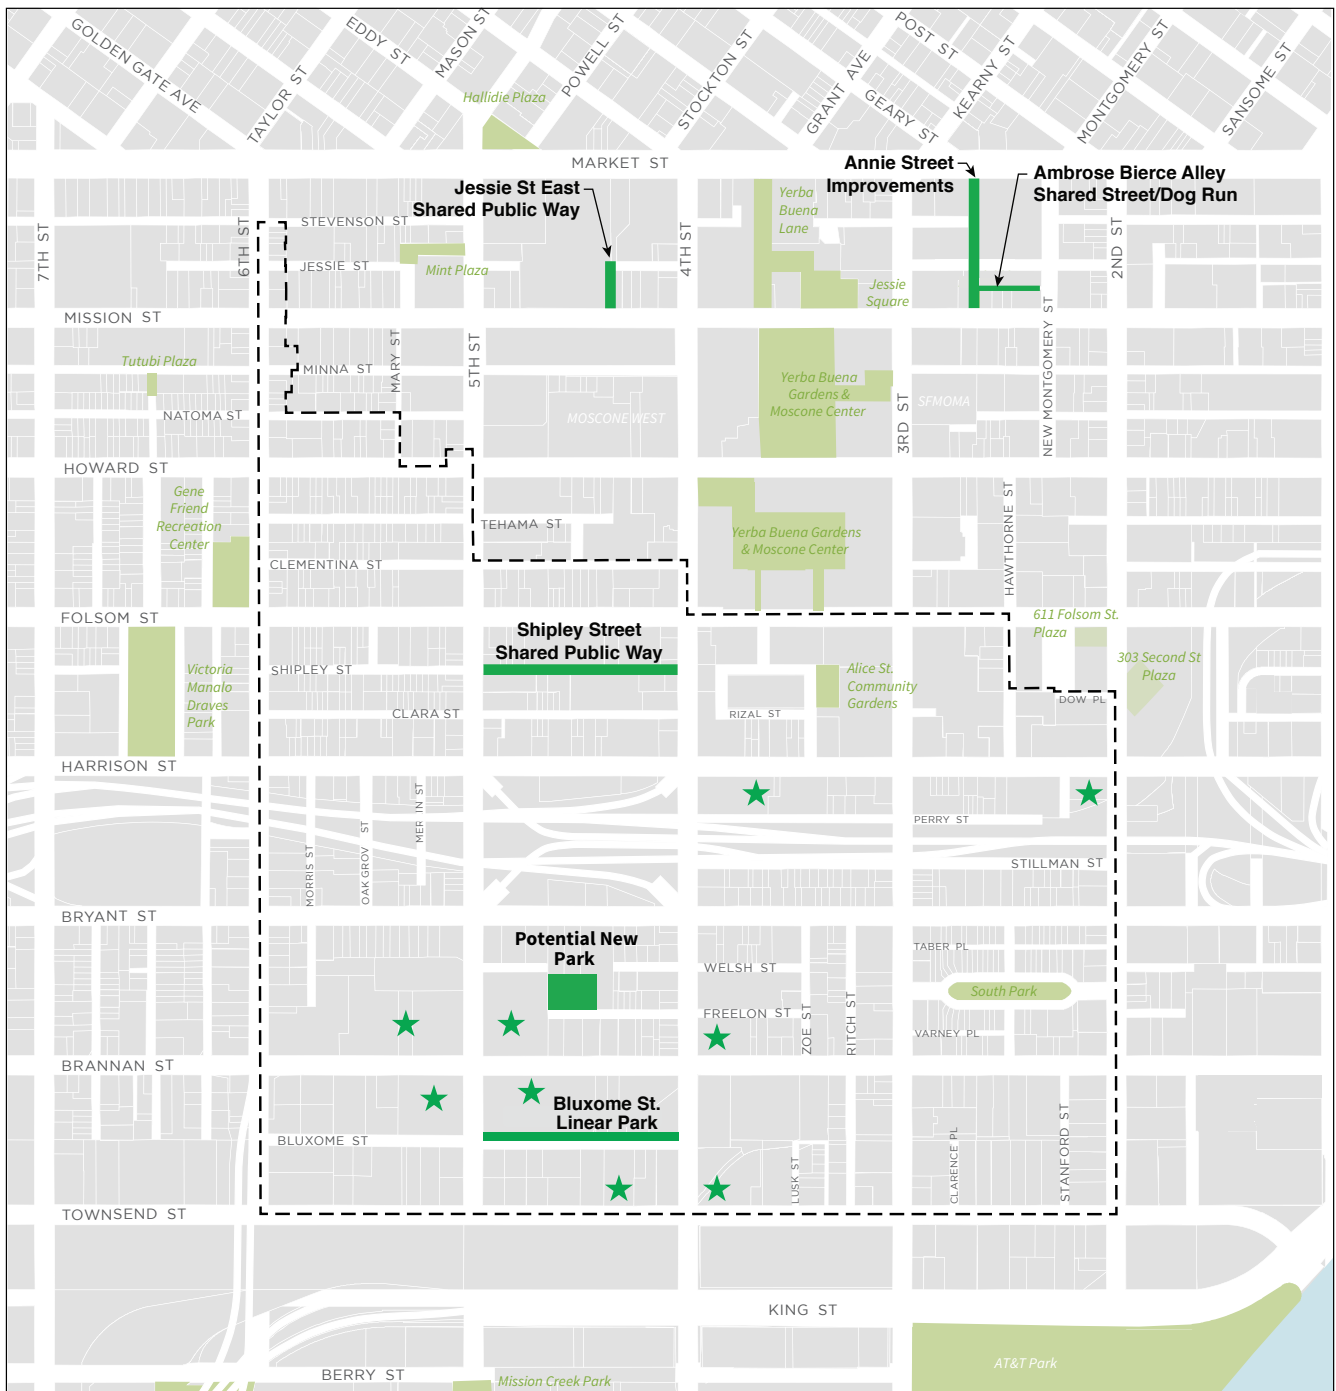 GOLDEN GATE AVE
TAYLOR ST
EDDY ST
MASON ST
POWELL ST
STOCKTON ST
GRANT AVE
POST ST
GEARY ST
KEARNY ST
MONTGOMERY ST
SANSOME ST
Hallidie Plaza
MARKET ST
7TH ST
6TH ST
STEVENSON ST
JESSIE ST
Mint Plaza
Jessie St East
Shared Public Way
4TH ST
Yerba
Buena
Lane
Jessie
Square
Annie Street
Improvements
Ambrose Bierce Alley
Shared Street/Dog Run
2ND ST
MISSION ST
Tutubi Plaza
NATOMA ST
MINNA ST
MARY ST
5TH ST
MOSCONE WEST
Yerba Buena
Gardens &
Moscone Center
3RD ST
SFMOMA
NEW MONTGOMERY ST
HOWARD ST
Gene
Friend
Recreation
Center
TEHAMA ST
CLEMENTINA ST
Yerba Buena Gardens
& Moscone Center
HAWTHORNE ST
FOLSOM ST
611 Folsom St.
Plaza
303 Second St
Plaza
Victoria
Manalo
Draves
Park
SHIPLEY ST
CLARA ST
Shipley Street
Shared Public Way
RIZAL ST
Alice St.
Community
Gardens
DOW PL
HARRISON ST
MORRIS ST
OAK GROV ST
MER IN ST
PERRY ST
STILLMAN ST
BRYANT ST
Potential New
Park
WELSH ST
FREELON ST
ZOE ST
RITCH ST
TABER PL
South Park
VARNEY PL
BRANNAN ST
BLUXOME ST
Bluxome St.
Linear Park
LUSK ST
CLARENCE PL
STANFORD ST
TOWNSEND ST
KING ST
BERRY ST
Mission Creek Park
AT&T Park